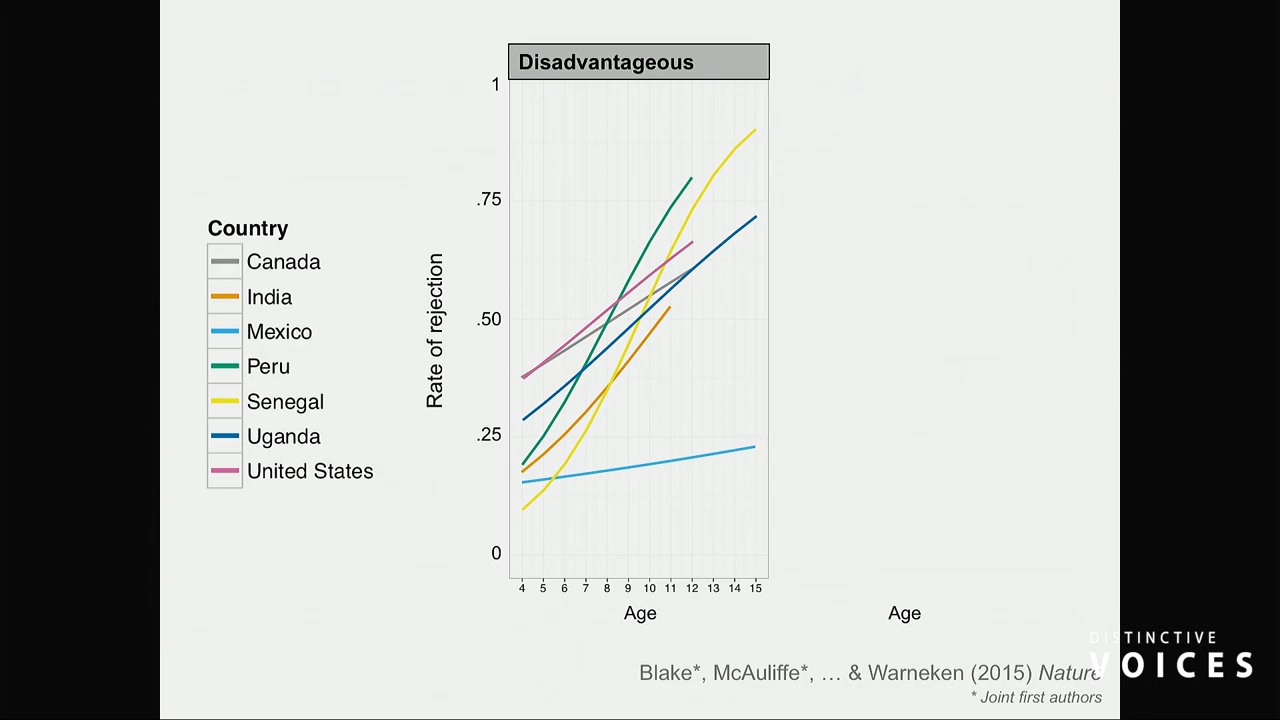 Disadvantageous
1
.75
.50
.25
0
Rate of rejection
4 5 6 7 8 9 10 11 12 13 14 15
Age
Age
Country
Canada
India
Mexico
Peru
Senegal
Uganda
United States
Blake*, McAuliffe*, … & Warneken (2015) Nature
* Joint first authors
DISTINCTIVE
VOICES